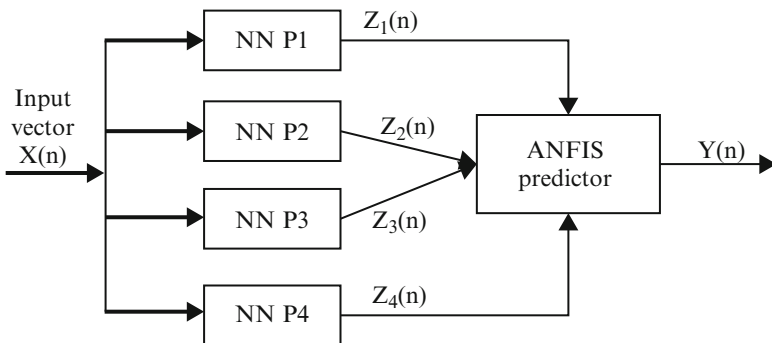 Input
vector
X(n)
NN P1
NN P2
NN P3
NN P4
Z₁(n)
Z₂(n)
Z₃(n)
Z₄(n)
ANFIS
predictor
Y(n)